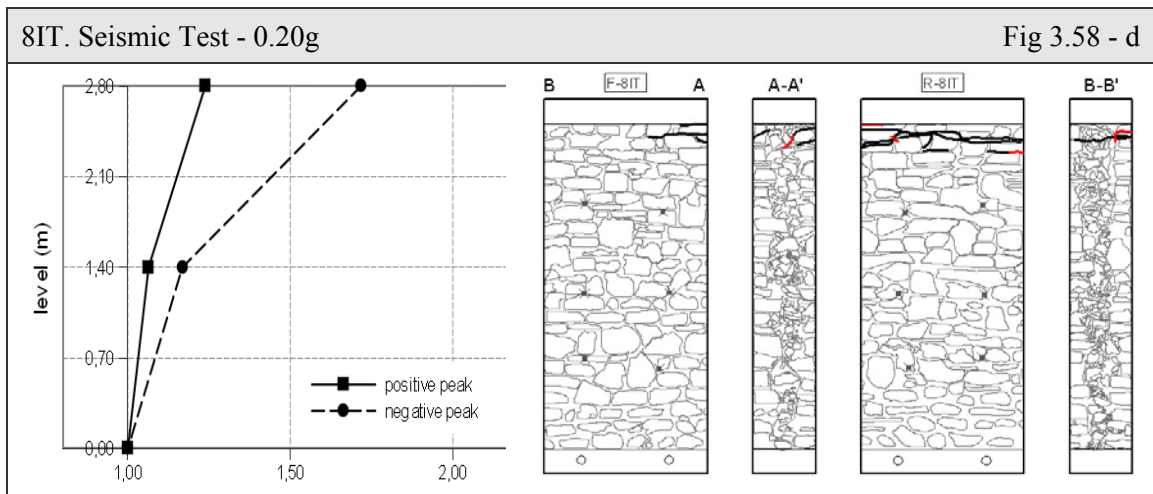 8IT. Seismic Test - 0.20g Fig 3.58 - d
level (m)
2,80
2,10
1,40
0,70
0,00
1,00 1,50 2,00
positive peak
negative peak
B F-8IT A
A-A'
R-8IT
B-B'